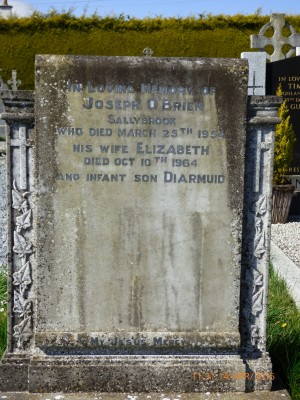 In Loving Memory of
Joseph O'Brien
Sallybrook
who died March 25th 1954
his wife Elizabeth
died Oct 10th 1964
and infant son Diarmuid
My Jesus